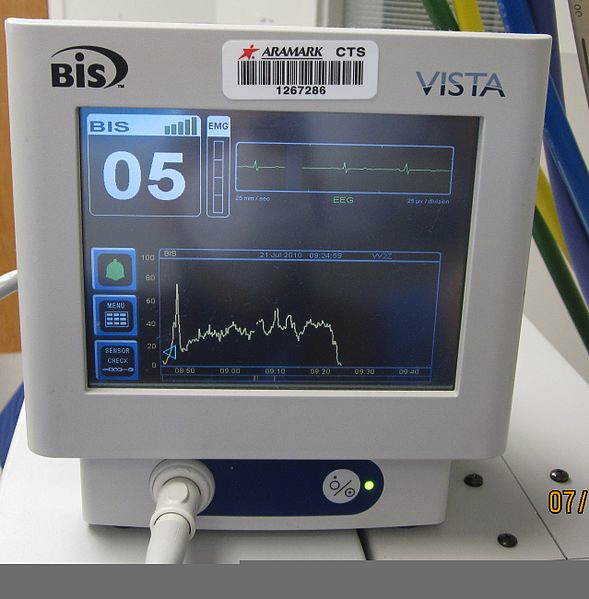 BIS™
ARAMARK CTS
1267286
VISTA
BIS
EMG
05
25 mm / sec
EEG
25 µv / division
BIS
21 Jul 2010 09:24:59
100
80
60
40
20
0
MENU
SENSOR
CHECK
08:50 09:00 09:10 09:20 09:30 09:40
07/